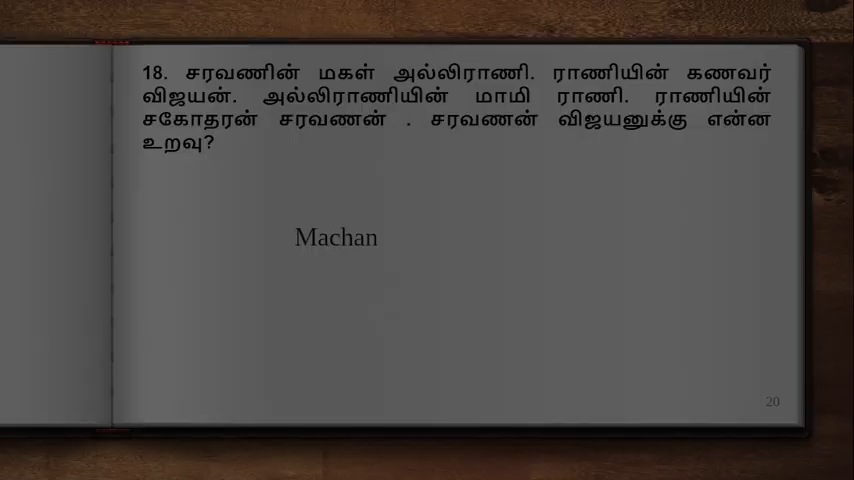 18. சரவணின் மகள் அல்லிராணி. ராணியின் கணவர்
விஜயன். அல்லிராணியின் மாமி ராணி. ராணியின்
சகோதரன் சரவணன் . சரவணன் விஜயனுக்கு என்ன
உறவு?
Machan
20